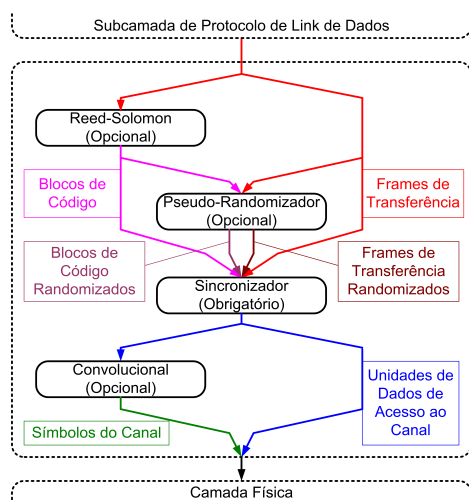 Subcamada de Protocolo de Link de Dados
Reed-Solomon
(Opcional)
Blocos de
Código
Pseudo-Randomizador
(Opcional)
Frames de
Transferência
Blocos de
Código
Randomizados
Frames de
Transferência
Randomizados
Sincronizador
(Obrigatório)
Convolucional
(Opcional)
Unidades de
Dados de
Acesso ao
Canal
Símbolos do Canal
Camada Física